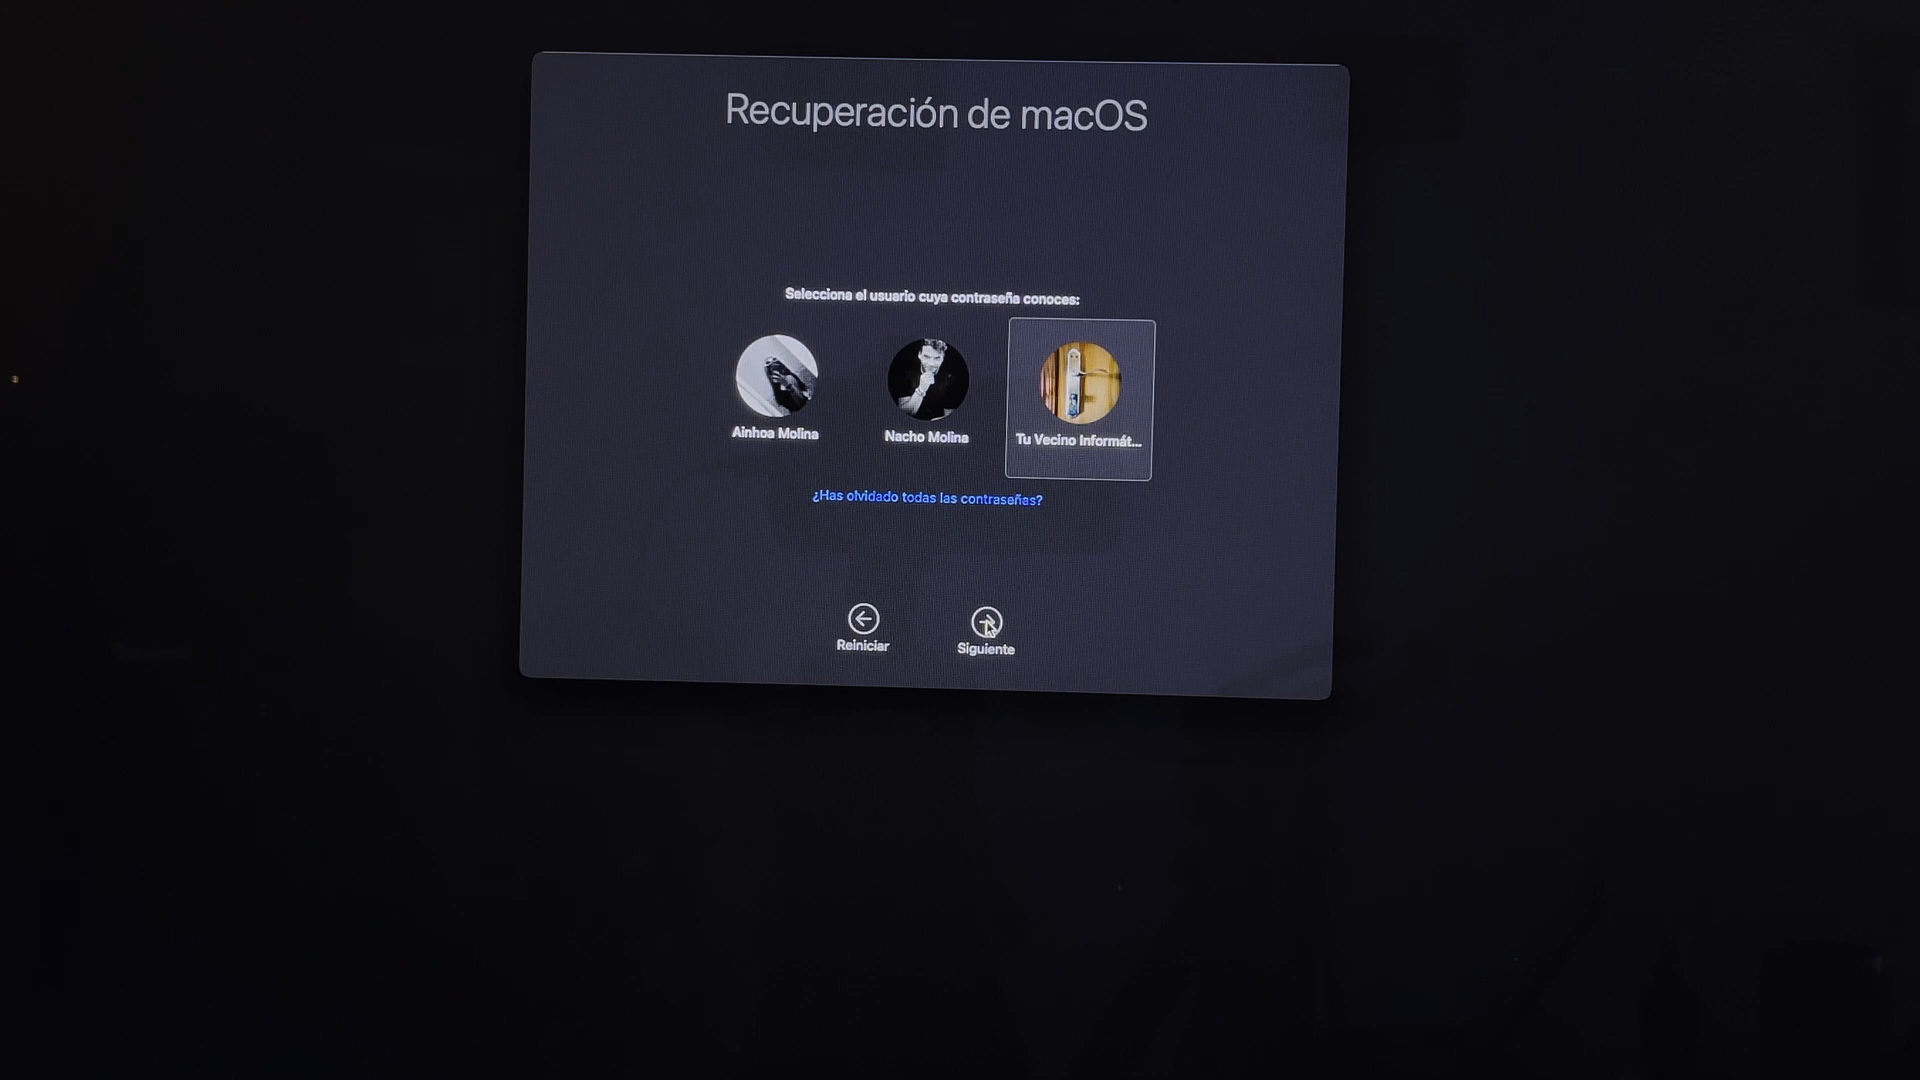 Recuperación de macOS
Selecciona el usuario cuya contraseña conoces:
Ainhoa Molina
Nacho Molina
Tu Vecino Informát...
¿Has olvidado todas las contraseñas?
Reiniciar
Siguiente